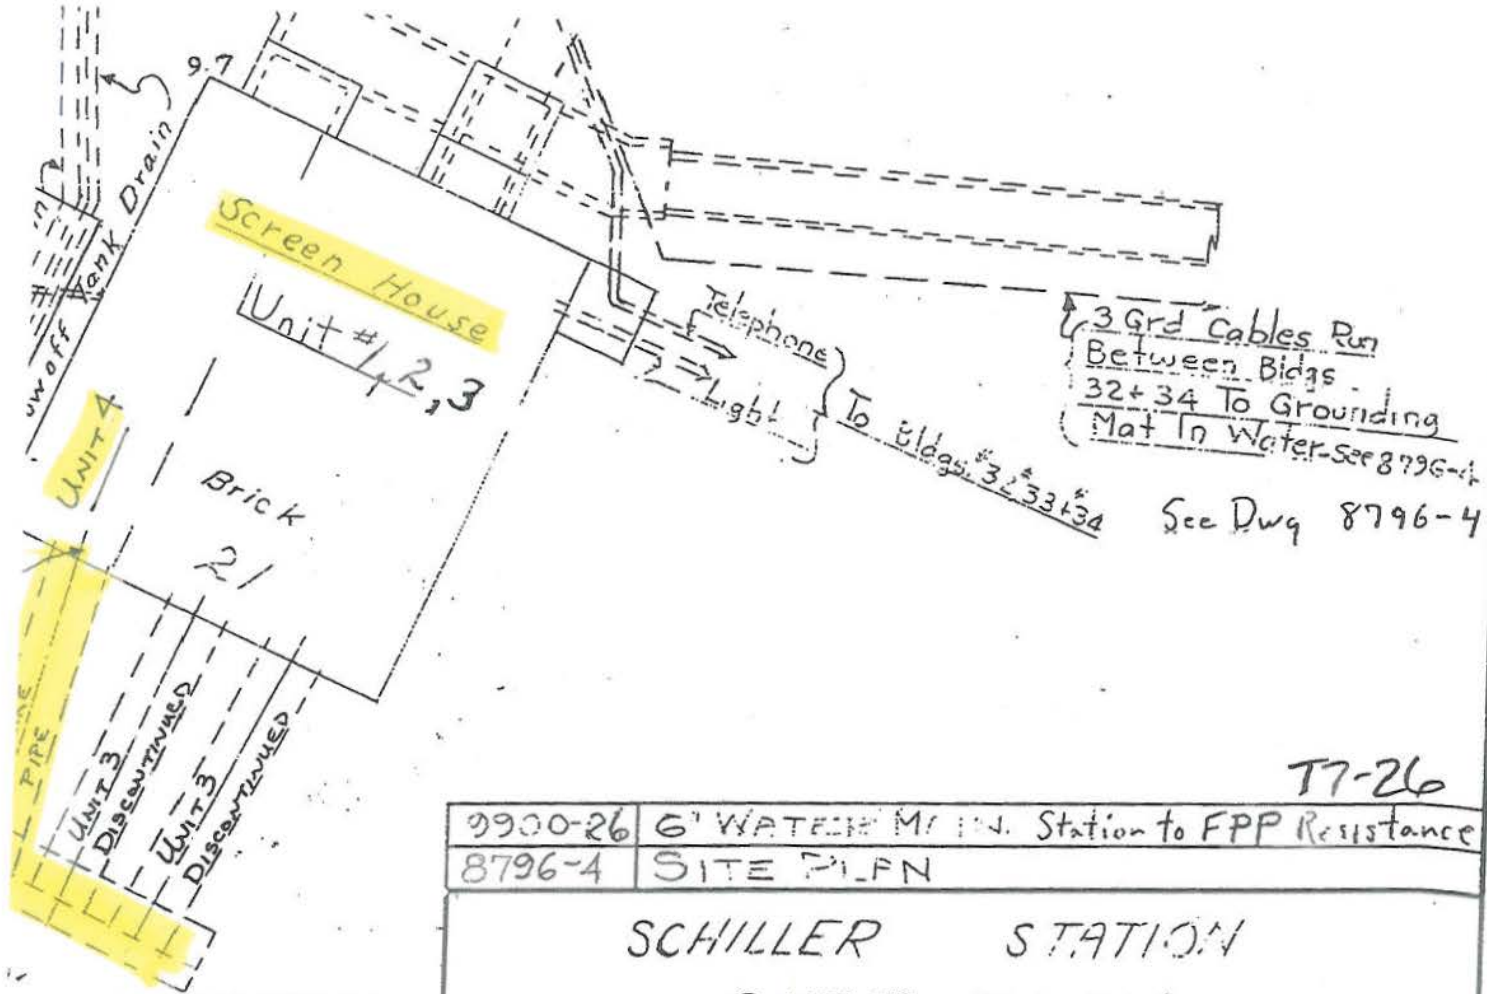 9.7
Drain
Tank
Screen House
Unit #1,2,3
UNIT 4
Brick
21
PIPE
UNIT 3
DISCONTINUED
UNIT 3
DISCONTINUED
Telephone
Light
To Bldgs. #32 #33 + #34
3 Grd Cables Run
Between Bldgs.
32 + 34 To Grounding
Mat In Water-See 8796-4
See Dwg 8796-4
T7-26
9900-26 6" WATER MAIN. Station to FPP Resistance
8796-4 SITE PLAN
SCHILLER STATION